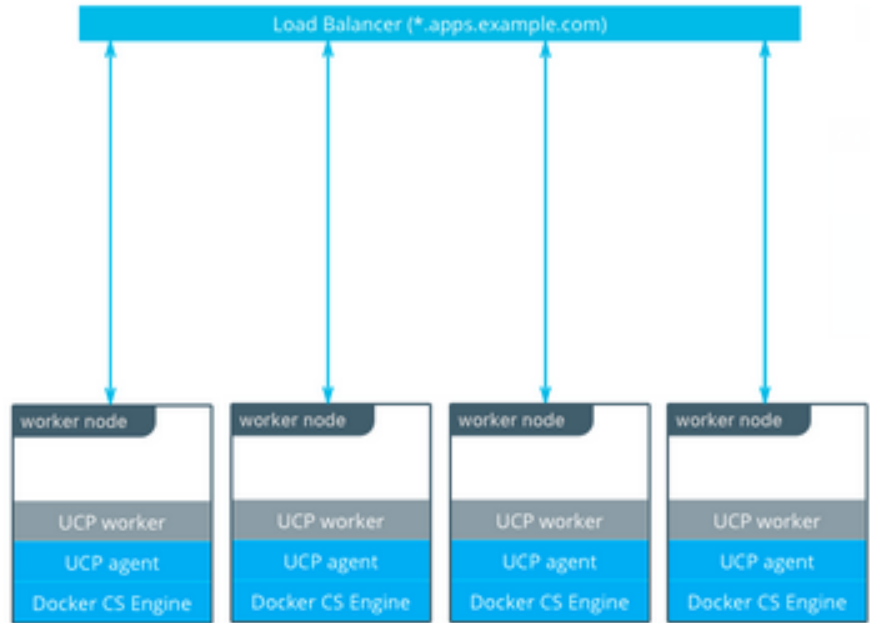 Load Balancer (*.apps.example.com)
worker node
worker node
worker node
worker node
UCP worker
UCP worker
UCP worker
UCP worker
UCP agent
UCP agent
UCP agent
UCP agent
Docker CS Engine
Docker CS Engine
Docker CS Engine
Docker CS Engine